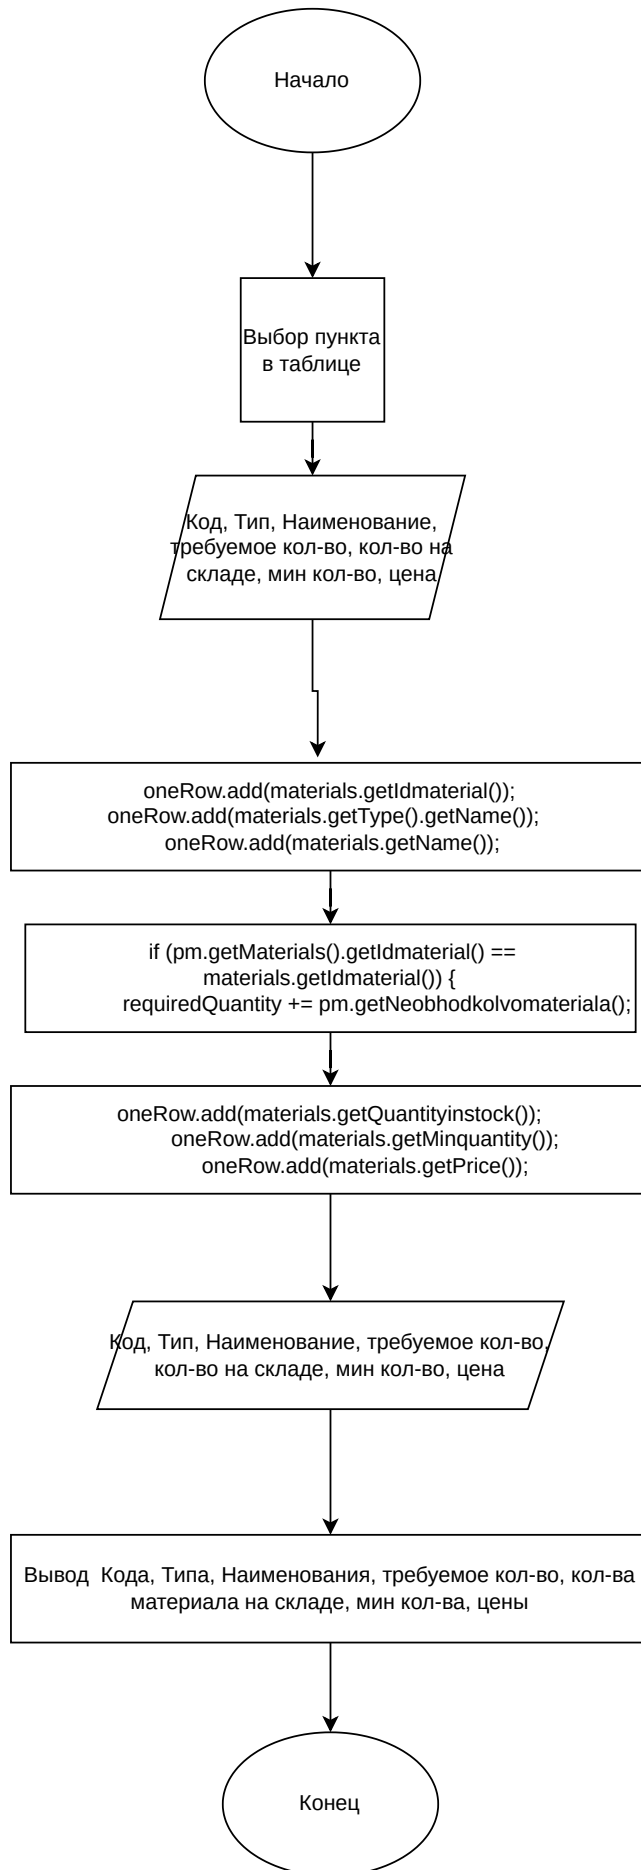 Начало
Выбор пункта
в таблице
Код, Тип, Наименование,
требуемое кол-во, кол-во на
складе, мин кол-во, цена
oneRow.add(materials.getIdmaterial());
oneRow.add(materials.getType().getName());
oneRow.add(materials.getName());
if (pm.getMaterials().getIdmaterial() ==
materials.getIdmaterial()) {
requiredQuantity += pm.getNeobhodkolvomateriala();
oneRow.add(materials.getQuantityinstock());
oneRow.add(materials.getMinquantity());
oneRow.add(materials.getPrice());
Код, Тип, Наименование, требуемое кол-во,
кол-во на складе, мин кол-во, цена
Вывод  Кода, Типа, Наименования, требуемое кол-во, кол-ва
материала на складе, мин кол-ва, цены
Конец